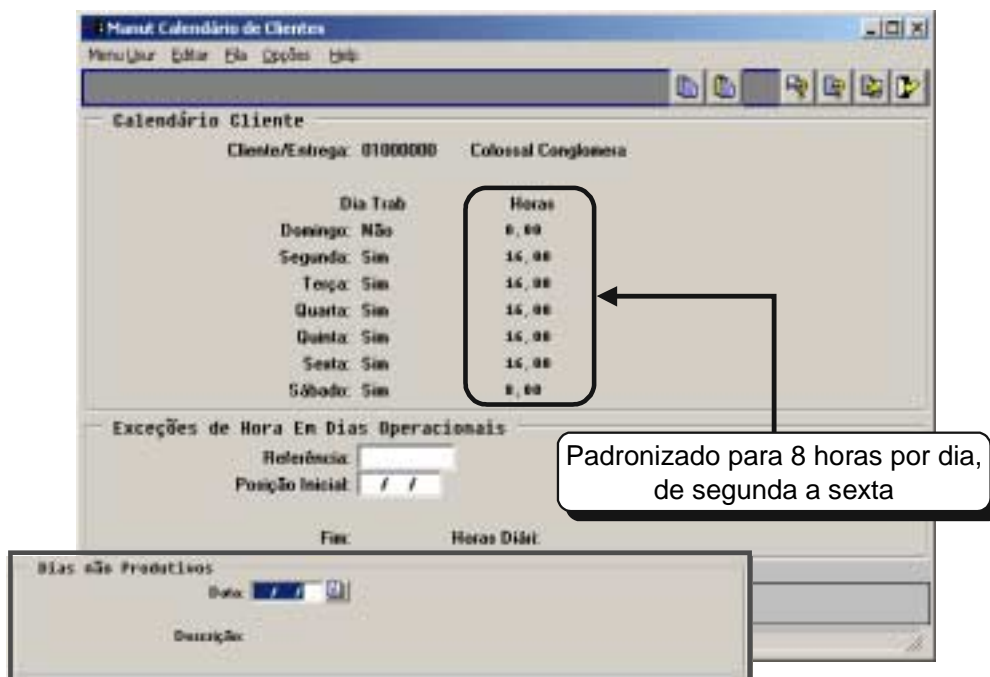 Manut Calendário de Clientes
Menu Usur Editar Fila Opções Help
Calendário Cliente
Cliente/Entrega: 01000000 Colossal Conglomera
Dia Trab Horas
Domingo: Não 0,00
Segunda: Sim 16,00
Terça: Sim 16,00
Quarta: Sim 16,00
Quinta: Sim 16,00
Sexta: Sim 16,00
Sábado: Sim 8,00
Exceções de Hora Em Dias Operacionais
Referência:
Posição Inicial: / /
Padronizado para 8 horas por dia,
de segunda a sexta
Fim: Horas Diári:
Dias não Produtivos
Data: / /
Descrição: